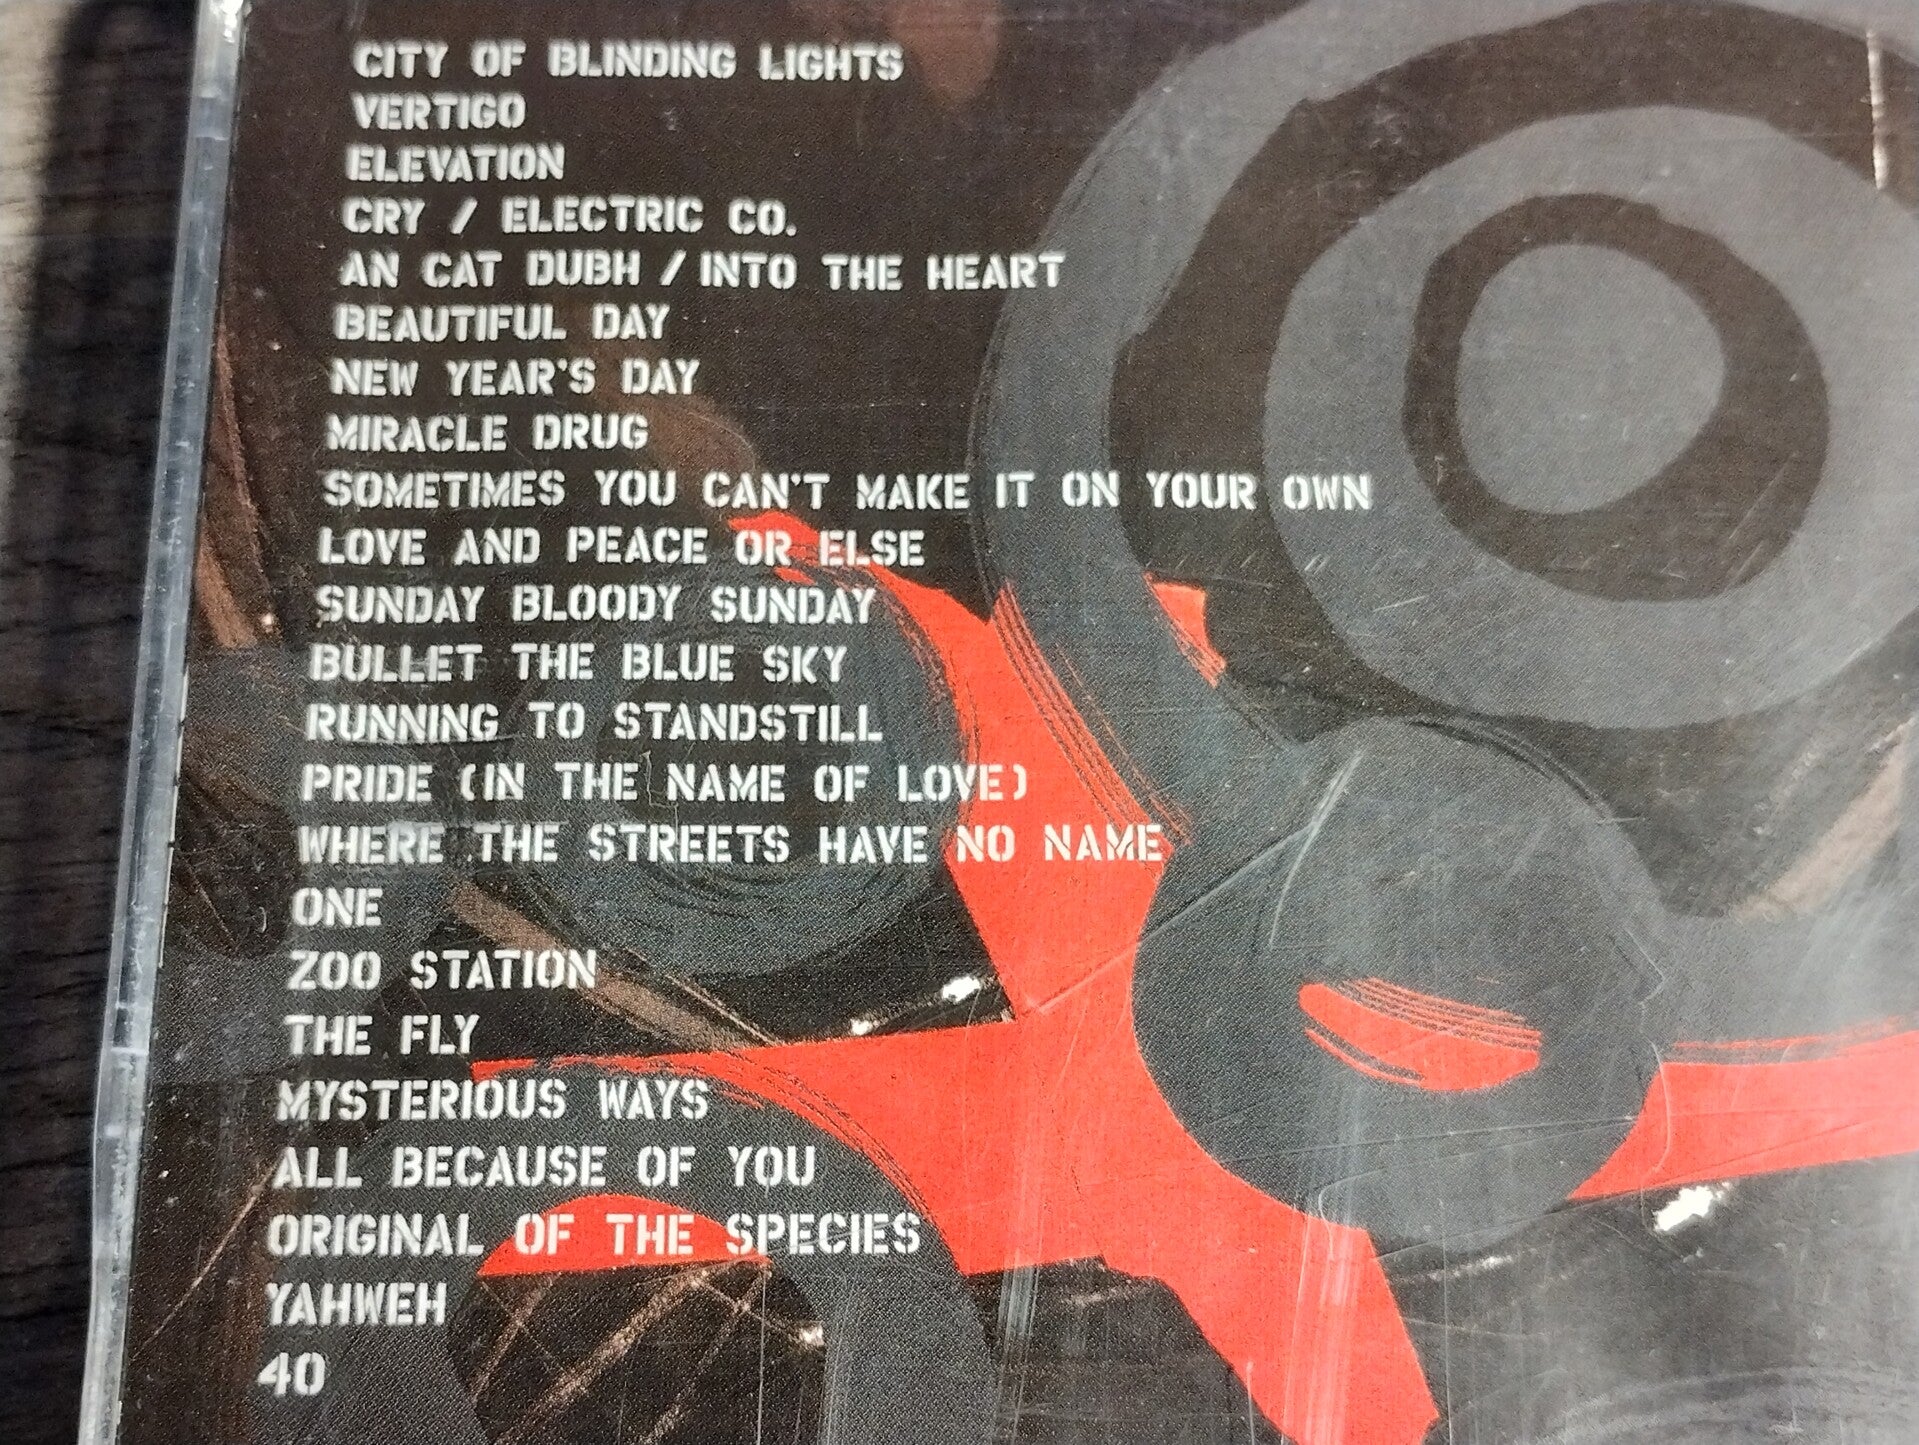 CITY OF BLINDING LIGHTS
VERTIGO
ELEVATION
CRY / ELECTRIC CO.
AN CAT DUBH / INTO THE HEART
BEAUTIFUL DAY
NEW YEAR'S DAY
MIRACLE DRUG
SOMETIMES YOU CAN'T MAKE IT ON YOUR OWN
LOVE AND PEACE OR ELSE
SUNDAY BLOODY SUNDAY
BULLET THE BLUE SKY
RUNNING TO STANDSTILL
PRIDE (IN THE NAME OF LOVE)
WHERE THE STREETS HAVE NO NAME
ONE
ZOO STATION
THE FLY
MYSTERIOUS WAYS
ALL BECAUSE OF YOU
ORIGINAL OF THE SPECIES
YAHWEH
40